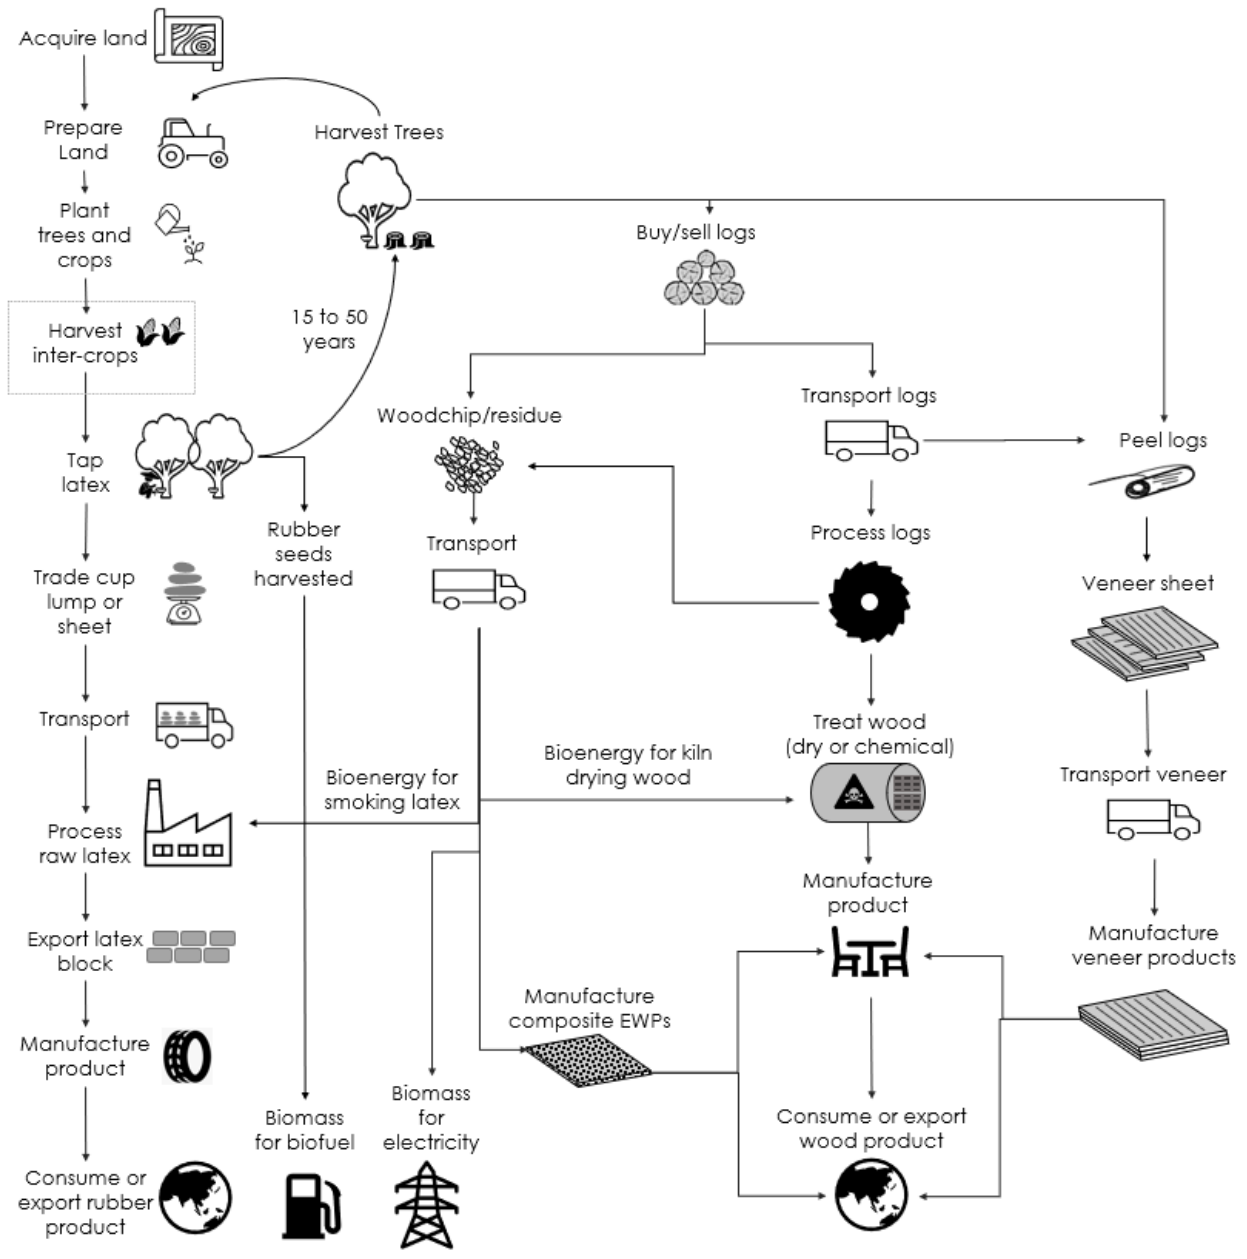 Acquire land
Prepare
Land
Plant
trees and
crops
Harvest
inter-crops
Tap
latex
Trade cup
lump or
sheet
Transport
Process
raw latex
Export latex
block
Manufacture
product
Consume or
export rubber
product
Harvest Trees
15 to 50
years
Rubber
seeds
harvested
Biomass
for biofuel
Buy/sell logs
Woodchip/residue
Transport
Bioenergy for
smoking latex
Bioenergy for kiln
drying wood
Biomass
for
electricity
Manufacture
composite EWPs
Transport logs
Process logs
Treat wood
(dry or chemical)
Manufacture
product
Consume or export
wood product
Peel logs
Veneer sheet
Transport veneer
Manufacture
veneer products